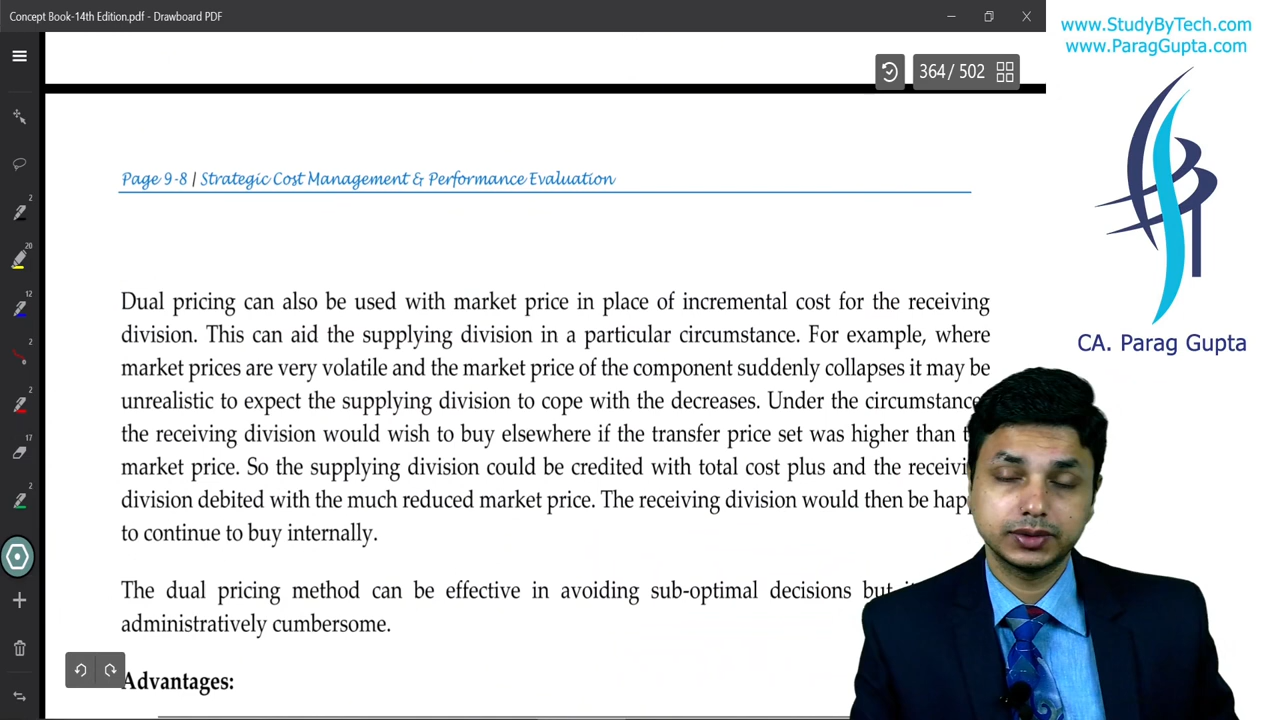 Concept Book-14th Edition.pdf - Drawboard PDF
www.StudyByTech.com
www.ParagGupta.com
364 / 502
Page 9-8 | Strategic Cost Management & Performance Evaluation
CA. Parag Gupta
Dual pricing can also be used with market price in place of incremental cost for the receiving
division. This can aid the supplying division in a particular circumstance. For example, where
market prices are very volatile and the market price of the component suddenly collapses it may be
unrealistic to expect the supplying division to cope with the decreases. Under the circumstance
the receiving division would wish to buy elsewhere if the transfer price set was higher than
market price. So the supplying division could be credited with total cost plus and the
division debited with the much reduced market price. The receiving division would then be
to continue to buy internally.
The dual pricing method can be effective in avoiding sub-optimal decisions but
administratively cumbersome.
Advantages:
2
20
12
2
2
17
2